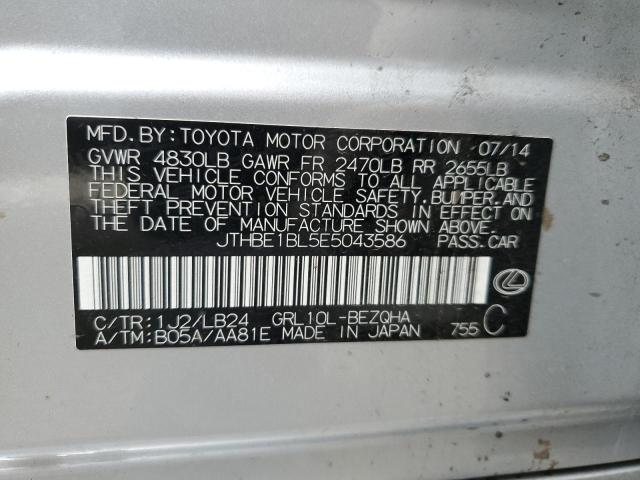 MFD.BY:TOYOTA MOTOR CORPORATION 07/14
GVWR 4830LB GAWR FR 2470LB RR 2655LB
THIS VEHICLE CONFORMS TO ALL APPLICABLE
FEDERAL MOTOR VEHICLE SAFETY,BUMPER,AND
THEFT PREVENTION STANDARDS IN EFFECT ON
THE DATE OF MANUFACTURE SHOWN ABOVE.
JTHBE1BL5E5043586 PASS.CAR
C/TR:1J2/LB24 GRL10L-BEZQHA
A/TM:B05A/AA81E MADE IN JAPAN 755 C